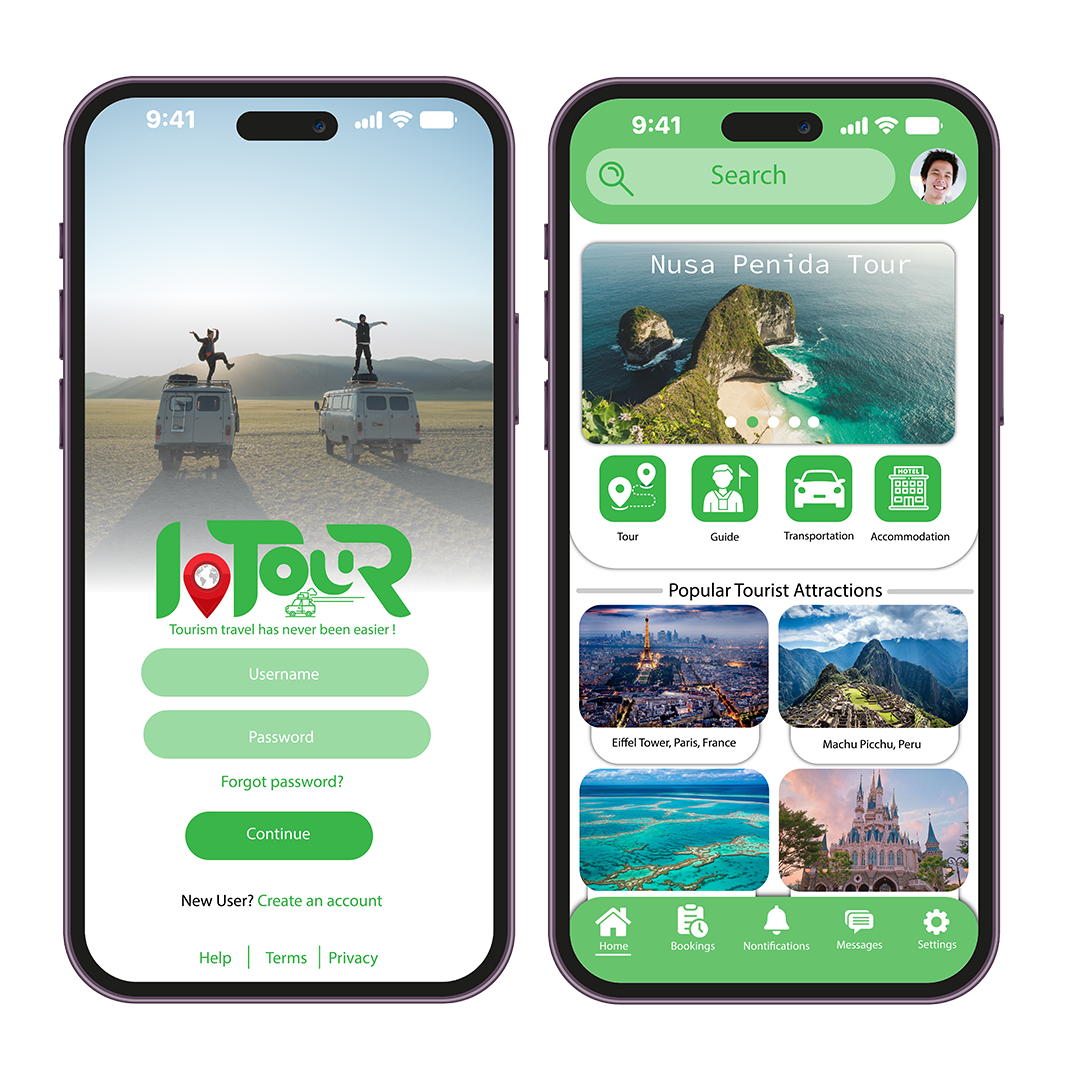 9:41
IoTour
Tourism travel has never been easier !
Username
Password
Forgot password?
Continue
New User? Create an account
Help | Terms | Privacy
9:41
Search
Nusa Penida Tour
HOTEL
Tour Guide Transportation Accommodation
Popular Tourist Attractions
Eiffel Tower, Paris, France
Machu Picchu, Peru
Home Bookings Nontifications Messages Settings